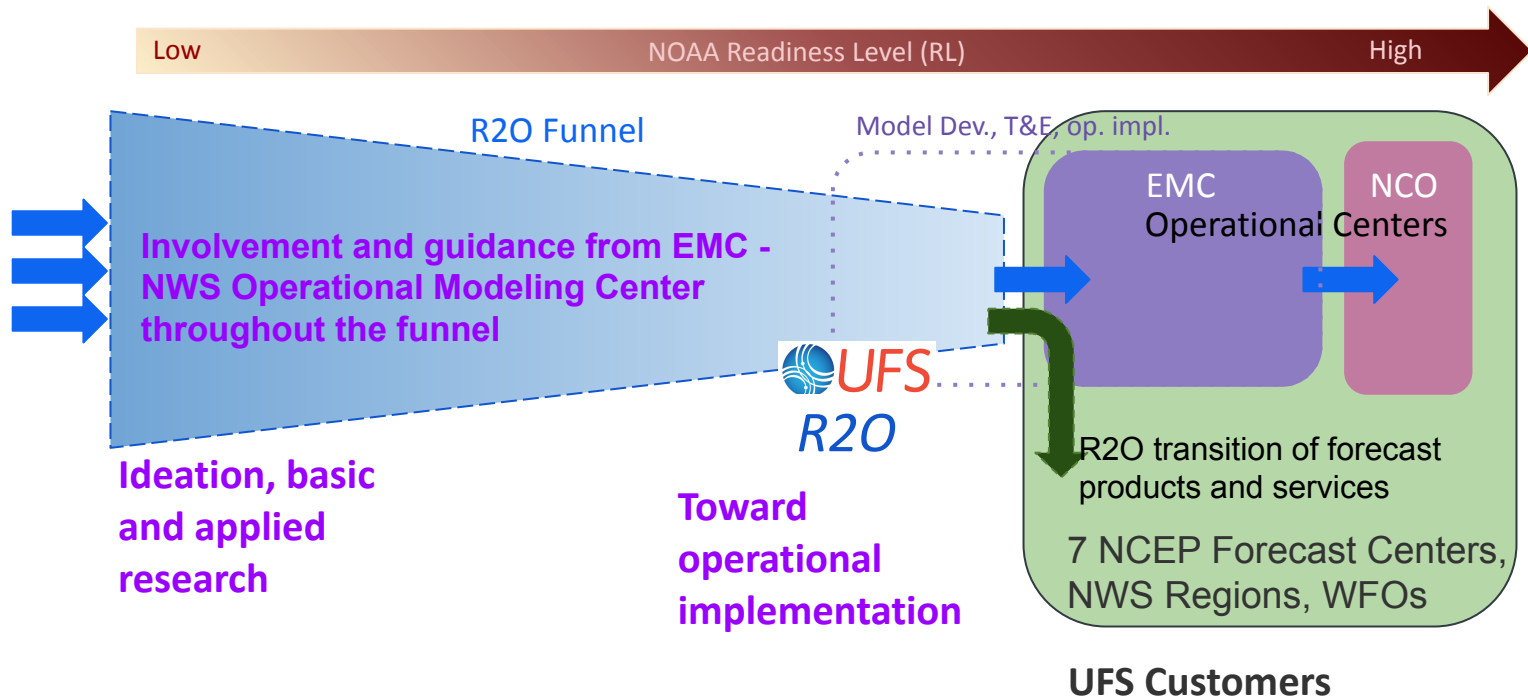 Low NOAA Readiness Level (RL) High
R2O Funnel
Model Dev., T&E, op. impl.
EMC
NCO
Operational Centers
Involvement and guidance from EMC -
NWS Operational Modeling Center
throughout the funnel
UFS
R2O
R2O transition of forecast
products and services
Ideation, basic
and applied
research
Toward
operational
implementation
7 NCEP Forecast Centers,
NWS Regions, WFOs
UFS Customers